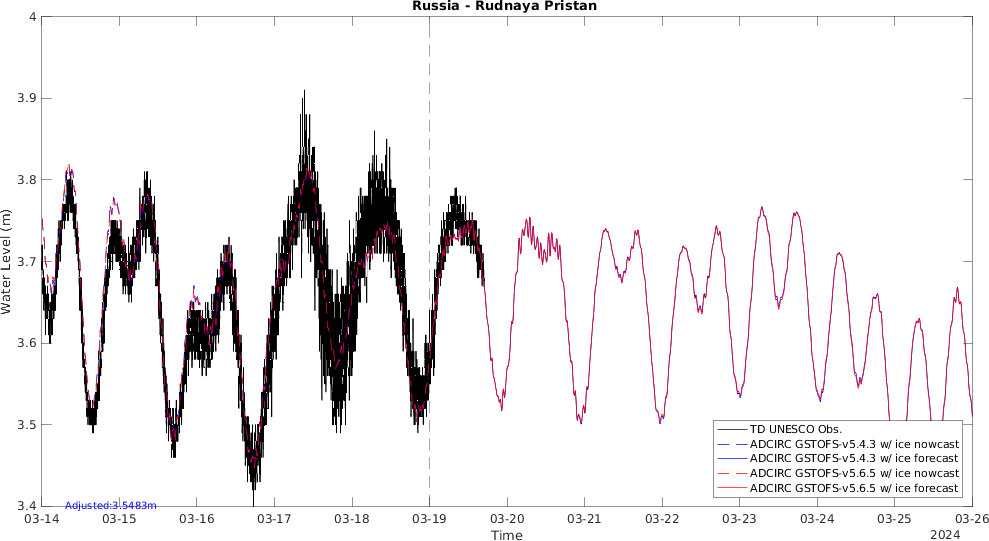 Russia - Rudnaya Pristan
4
3.9
3.8
3.7
3.6
3.5
3.4
Water Level (m)
Adjusted:3.5483m
TD UNESCO Obs.
ADCIRC GSTOFS-v5.4.3 w/ ice nowcast
ADCIRC GSTOFS-v5.4.3 w/ ice forecast
ADCIRC GSTOFS-v5.6.5 w/ ice nowcast
ADCIRC GSTOFS-v5.6.5 w/ ice forecast
03-14 03-15 03-16 03-17 03-18 03-19 03-20 03-21 03-22 03-23 03-24 03-25 03-26
Time
2024